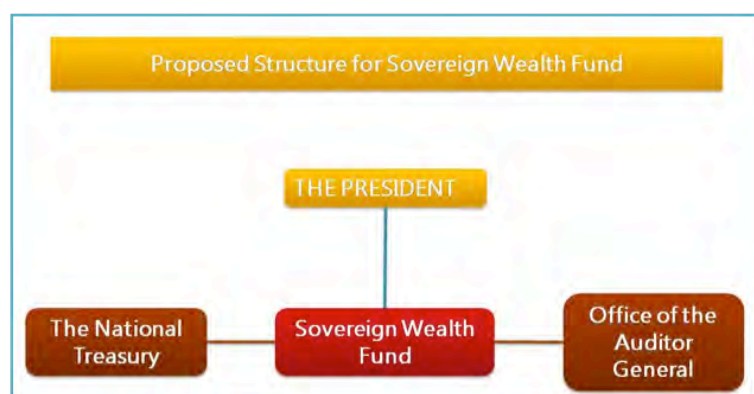 Proposed Structure for Sovereign Wealth Fund
THE PRESIDENT
The National
Treasury
Sovereign Wealth
Fund
Office of the
Auditor
General